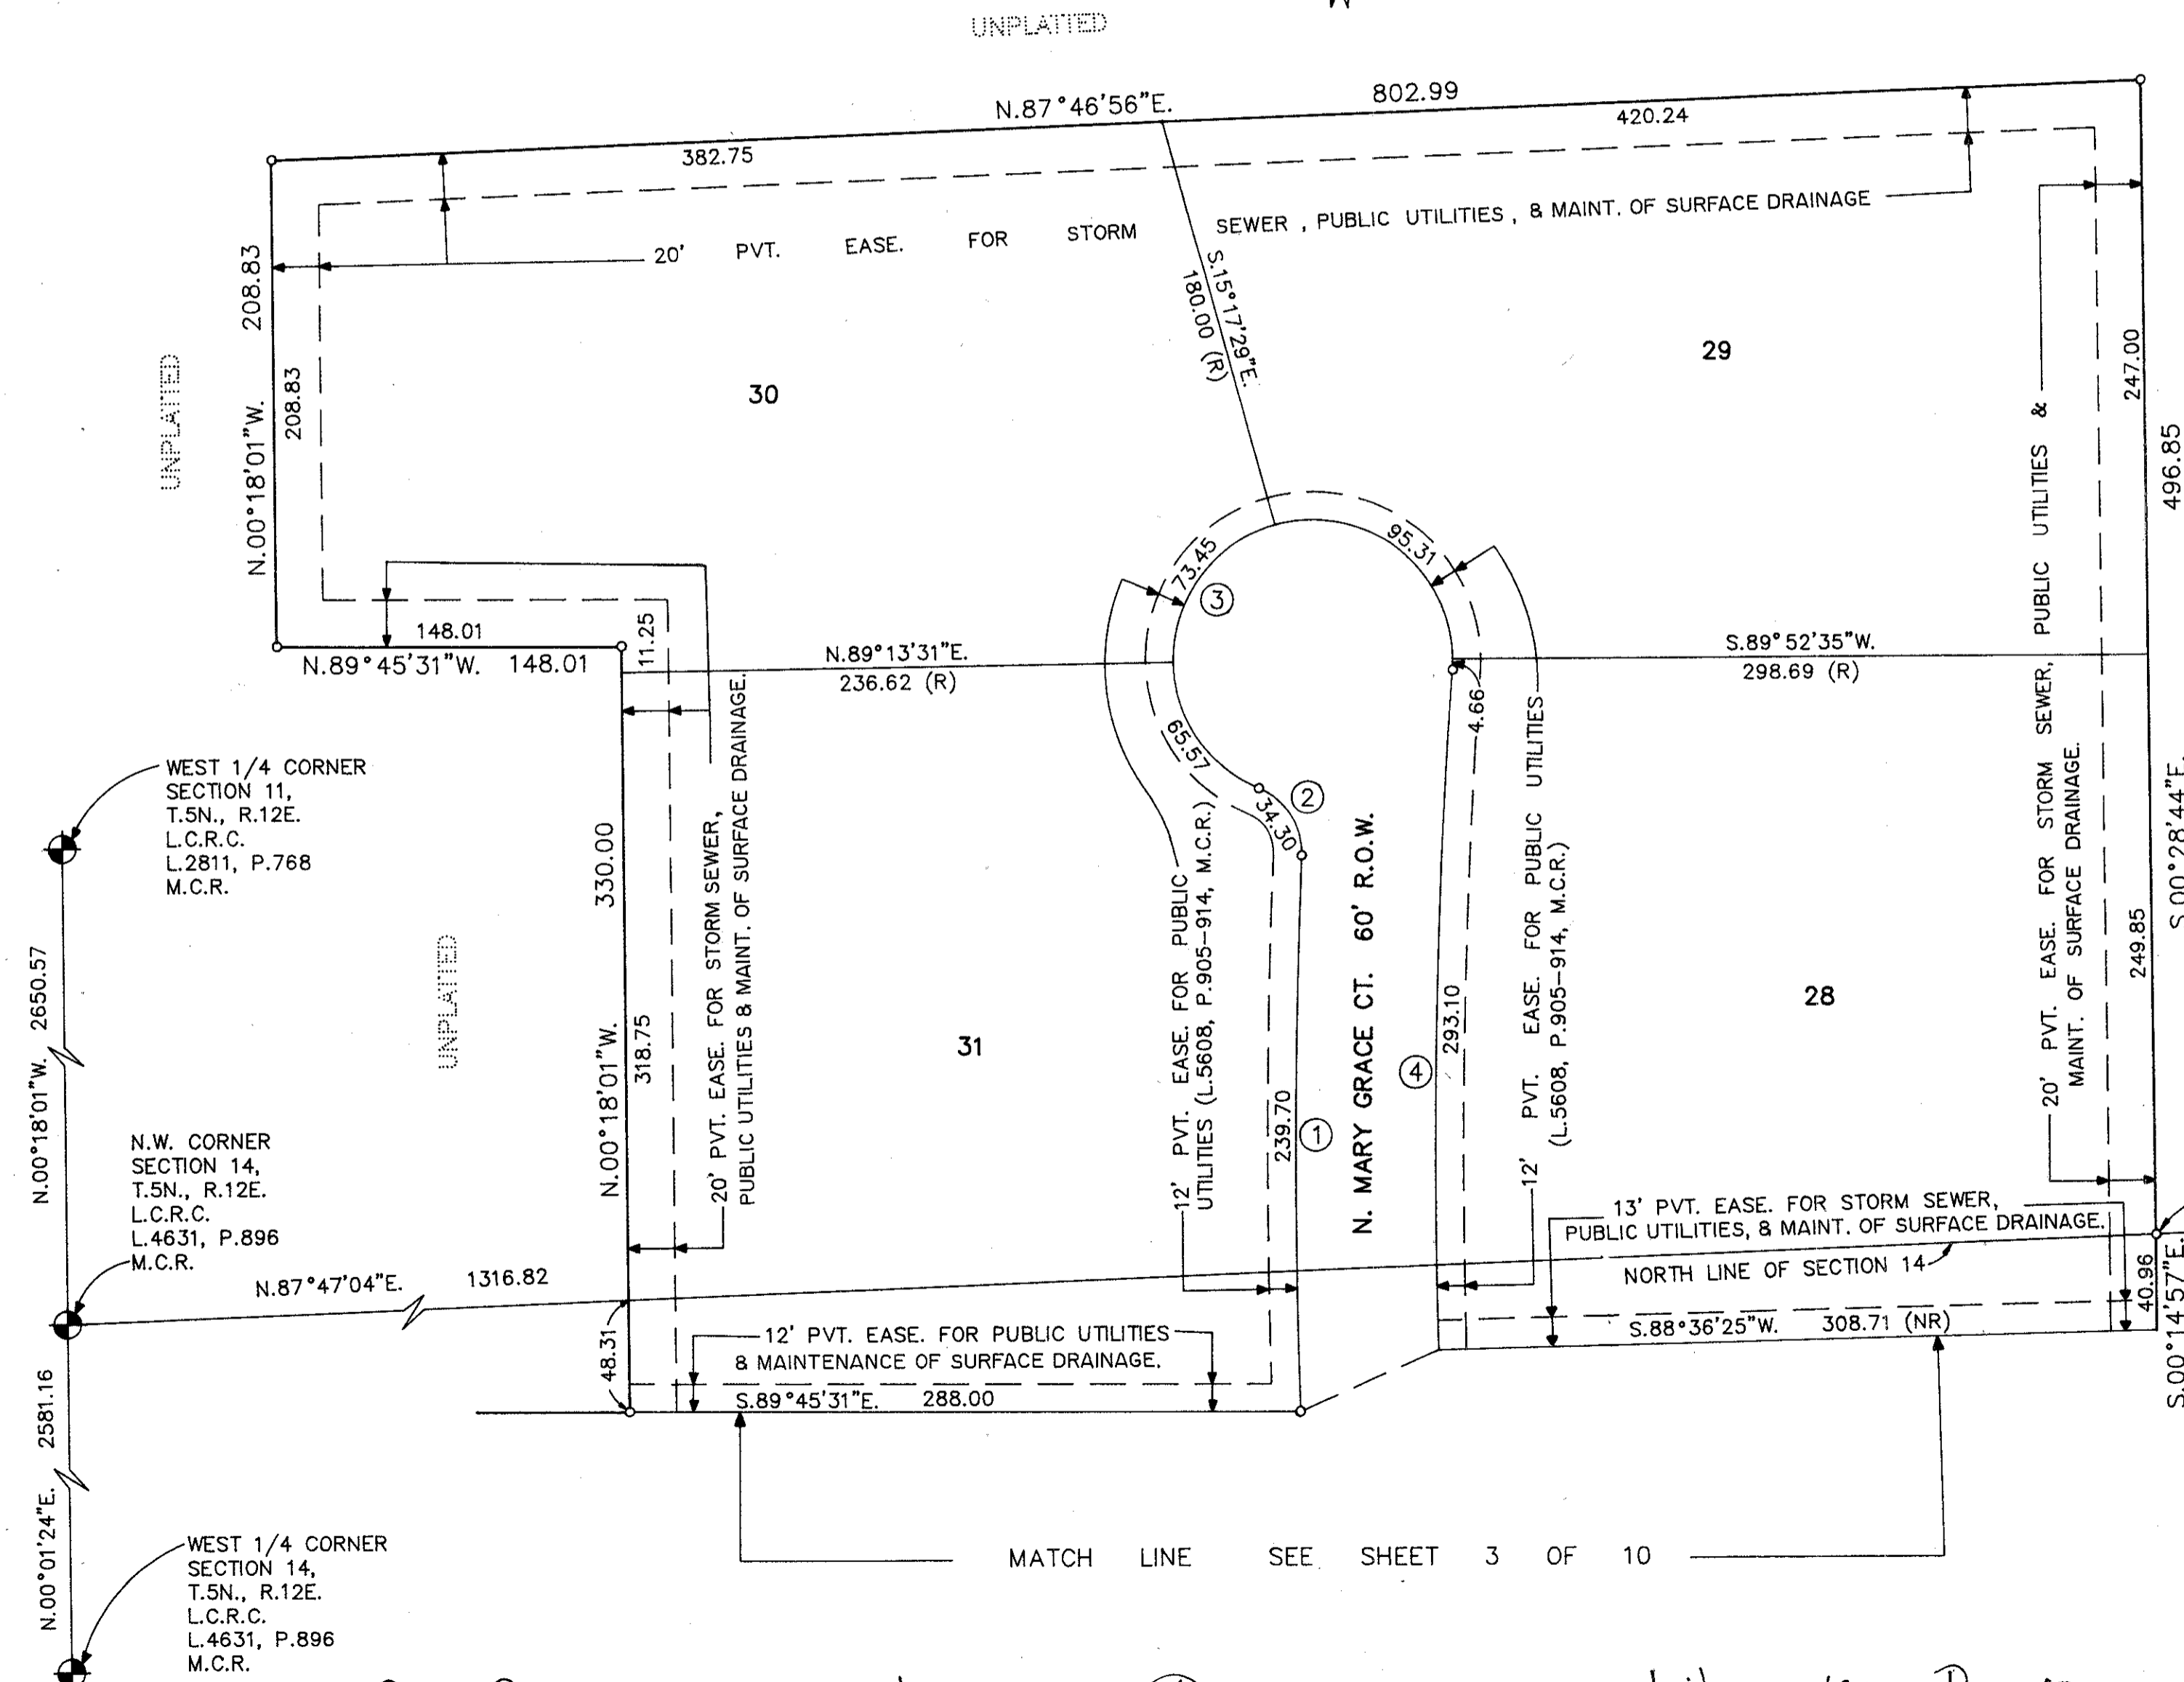 UNPLATTED
N.87°46'56"E.
802.99
382.75
420.24
20' PVT. EASE. FOR STORM SEWER , PUBLIC UTILITIES , & MAINT. OF SURFACE DRAINAGE
N.00°18'01"W. 208.83
208.83
UNPLATTED
S.15°17'29"E.
180.00 (R)
30
29
247.00
496.85
S.00°28'44"E.
148.01
N.89°45'31"W. 148.01
11.25
N.89°13'31"E.
236.62 (R)
73.45
3
95.31
S.89°52'35"W.
298.69 (R)
4.66
65.57
34.30
2
WEST 1/4 CORNER
SECTION 11,
T.5N., R.12E.
L.C.R.C.
L.2811, P.768
M.C.R.
N.00°18'01"W. 2650.57
UNPLATTED
N.00°18'01"W. 330.00
318.75
20' PVT. EASE. FOR STORM SEWER,
PUBLIC UTILITIES & MAINT. OF SURFACE DRAINAGE.
31
12' PVT. EASE. FOR PUBLIC
UTILITIES (L.5608, P.905-914, M.C.R.)
239.70
1
N. MARY GRACE CT. 60' R.O.W.
4
293.10
12' PVT. EASE. FOR PUBLIC UTILITIES
(L.5608, P.905-914, M.C.R.)
28
20' PVT. EASE. FOR STORM SEWER, PUBLIC UTILITIES &
MAINT. OF SURFACE DRAINAGE.
249.85
N.W. CORNER
SECTION 14,
T.5N., R.12E.
L.C.R.C.
L.4631, P.896
M.C.R.
N.87°47'04"E. 1316.82
13' PVT. EASE. FOR STORM SEWER,
PUBLIC UTILITIES, & MAINT. OF SURFACE DRAINAGE.
NORTH LINE OF SECTION 14
S.88°36'25"W. 308.71 (NR)
40.96
S.00°14'57"E.
48.31
12' PVT. EASE. FOR PUBLIC UTILITIES
& MAINTENANCE OF SURFACE DRAINAGE.
S.89°45'31"E. 288.00
N.00°01'24"E. 2581.16
MATCH LINE SEE SHEET 3 OF 10
WEST 1/4 CORNER
SECTION 14,
T.5N., R.12E.
L.C.R.C.
L.4631, P.896
M.C.R.